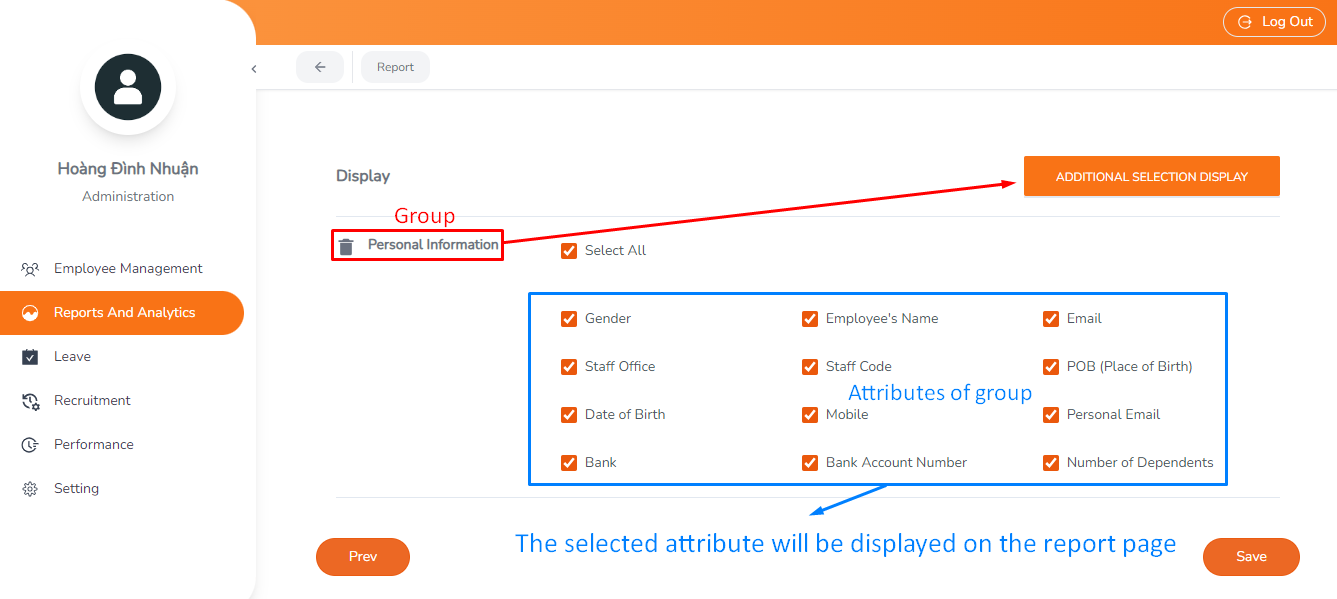 Log Out
Report
Hoàng Đình Nhuận
Administration
Employee Management
Reports And Analytics
Leave
Recruitment
Performance
Setting
Display
ADDITIONAL SELECTION DISPLAY
Group
Personal Information
Select All
Gender Employee's Name Email
Staff Office Staff Code POB (Place of Birth)
Attributes of group
Date of Birth Mobile Personal Email
Bank Bank Account Number Number of Dependents
The selected attribute will be displayed on the report page
Prev Save